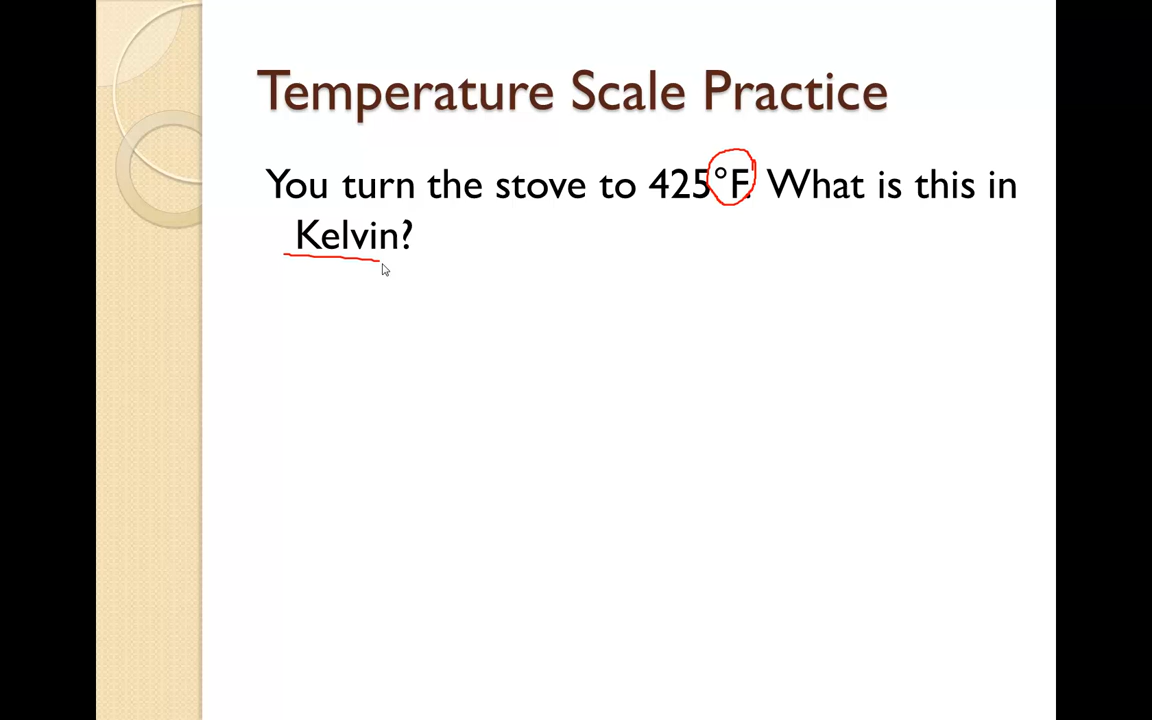 Temperature Scale Practice
You turn the stove to 425°F. What is this in
Kelvin?